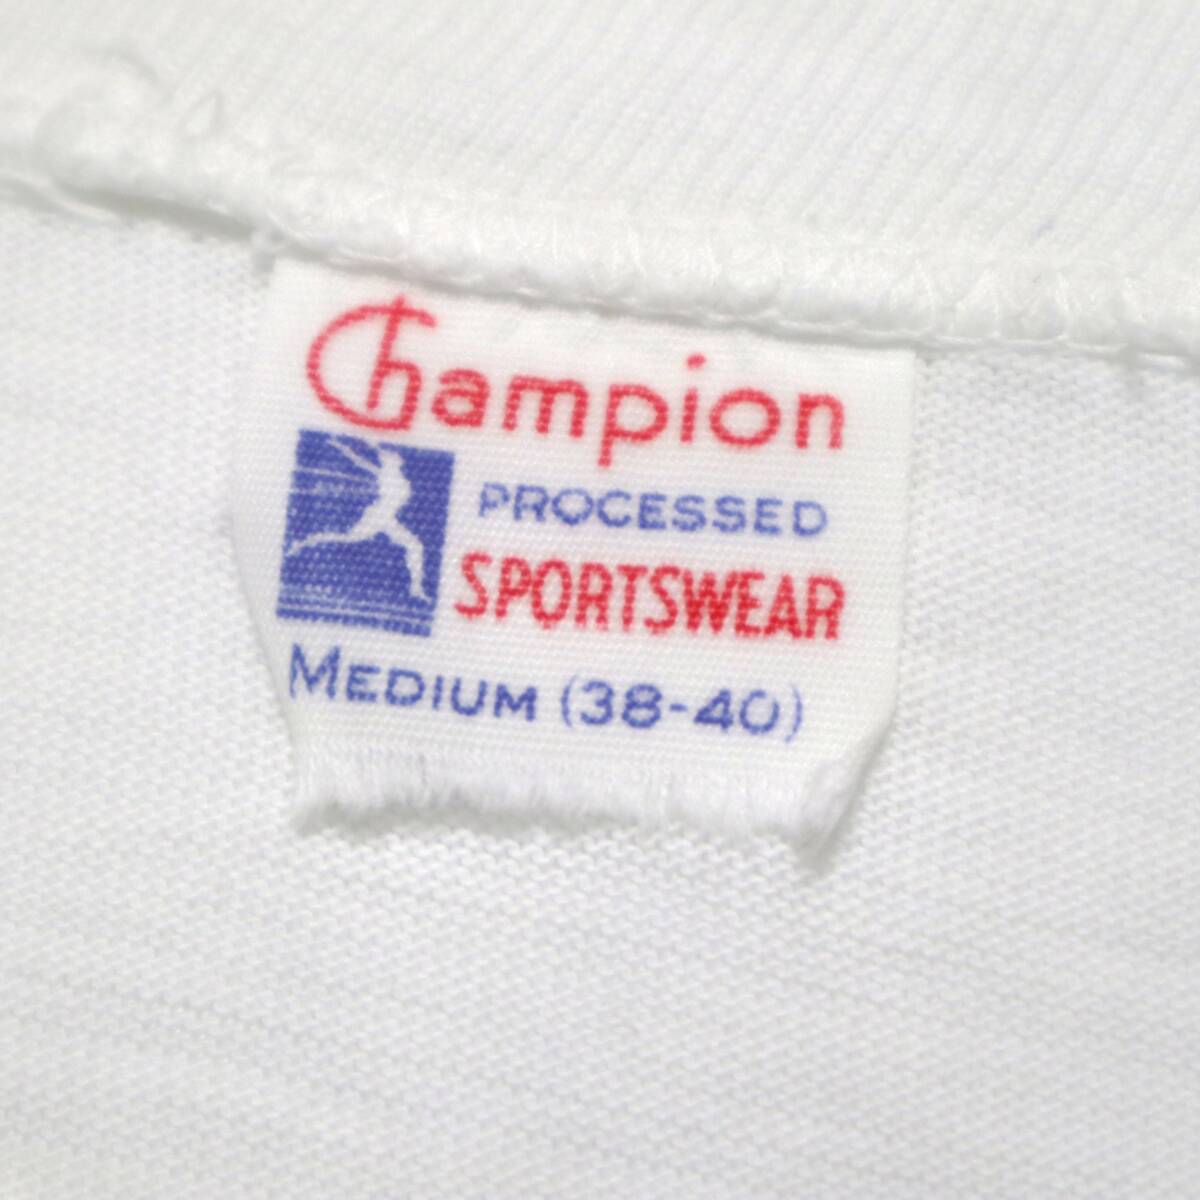 Champion
PROCESSED
SPORTSWEAR
MEDIUM (38-40)